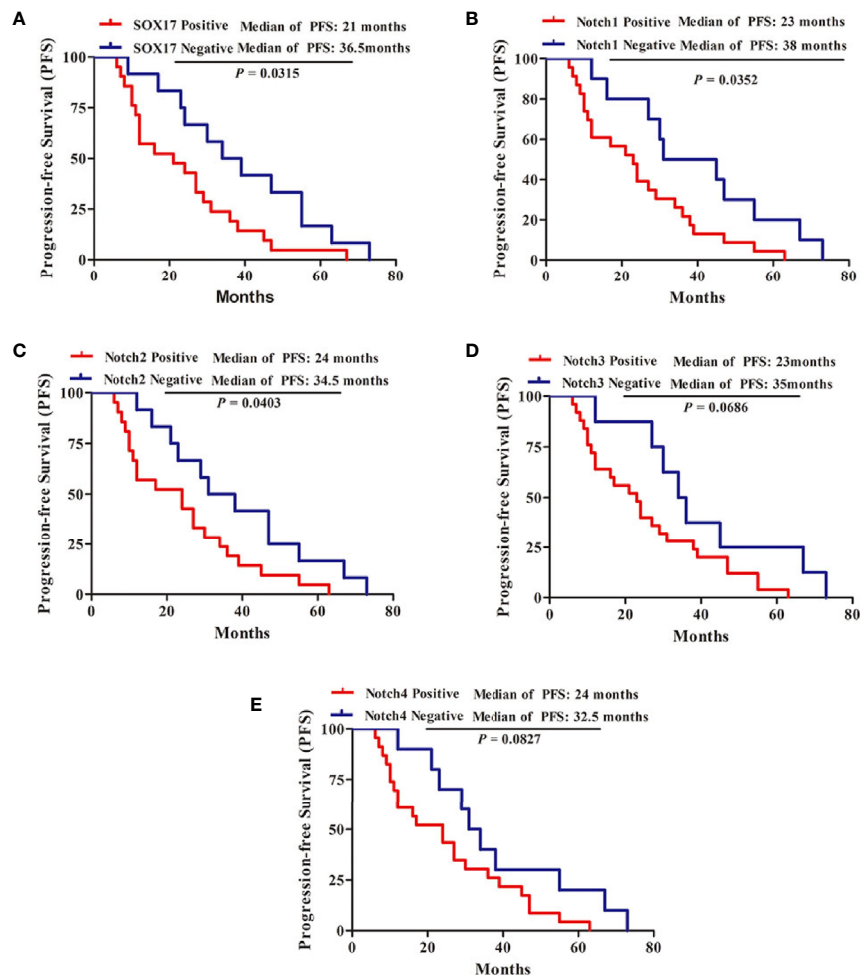 A
SOX17 Positive Median of PFS: 21 months
SOX17 Negative Median of PFS: 36.5months
P = 0.0315
Progression-free Survival (PFS)
100
75
50
25
0
0 20 40 60 80
Months
B
Notch1 Positive Median of PFS: 23 months
Notch1 Negative Median of PFS: 38 months
P = 0.0352
Progression-free Survival (PFS)
100
80
60
40
20
0
0 20 40 60 80
Months
C
Notch2 Positive Median of PFS: 24 months
Notch2 Negative Median of PFS: 34.5 months
P = 0.0403
Progression-free Survival (PFS)
100
75
50
25
0
0 20 40 60 80
Months
D
Notch3 Positive Median of PFS: 23months
Notch3 Negative Median of PFS: 35months
P = 0.0686
Progression-free Survival (PFS)
100
75
50
25
0
0 20 40 60 80
Months
E
Notch4 Positive Median of PFS: 24 months
Notch4 Negative Median of PFS: 32.5 months
P = 0.0827
Progression-free Survival (PFS)
100
75
50
25
0
0 20 40 60 80
Months